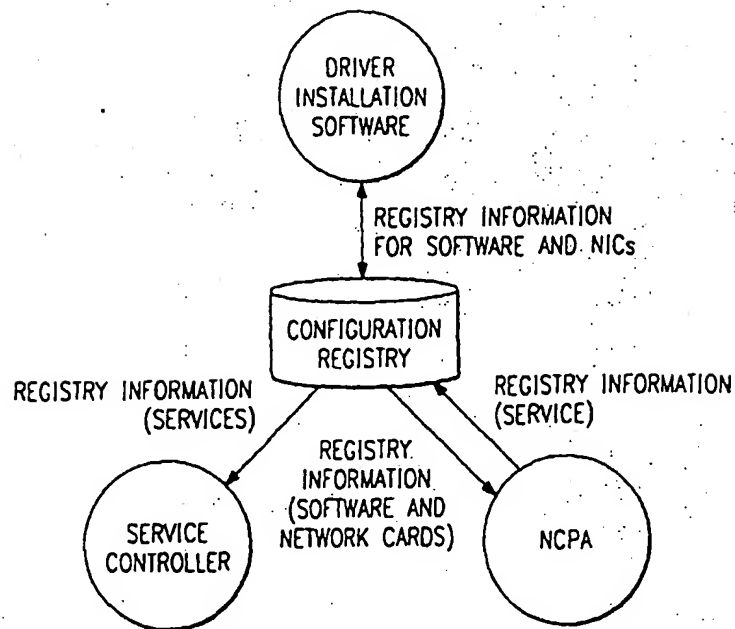 DRIVER
INSTALLATION
SOFTWARE
REGISTRY INFORMATION
FOR SOFTWARE AND NICs
CONFIGURATION
REGISTRY
REGISTRY INFORMATION
(SERVICES)
REGISTRY INFORMATION
(SERVICE)
REGISTRY
INFORMATION
(SOFTWARE AND
NETWORK CARDS)
SERVICE
CONTROLLER
NCPA